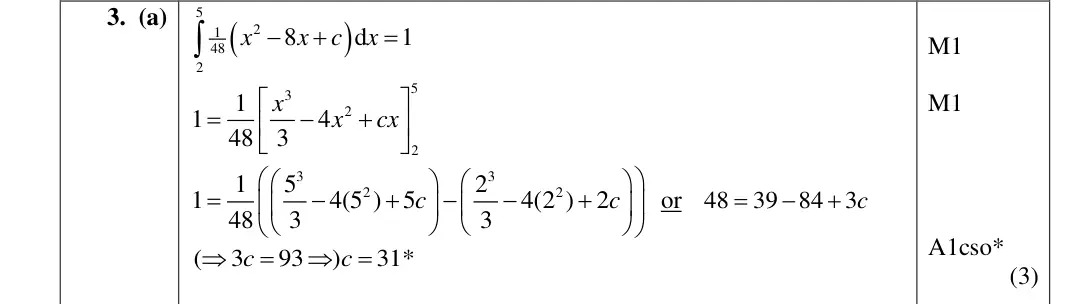 3. (a) ∫₂⁵ 1/48 (x² − 8x + c) dx = 1 M1
1 = 1/48 [x³/3 − 4x² + cx]₂⁵ M1
1 = 1/48 ((5³/3 − 4(5²) + 5c) − (2³/3 − 4(2²) + 2c)) or 48 = 39 − 84 + 3c
(⇒ 3c = 93 ⇒) c = 31* A1cso*
(3)